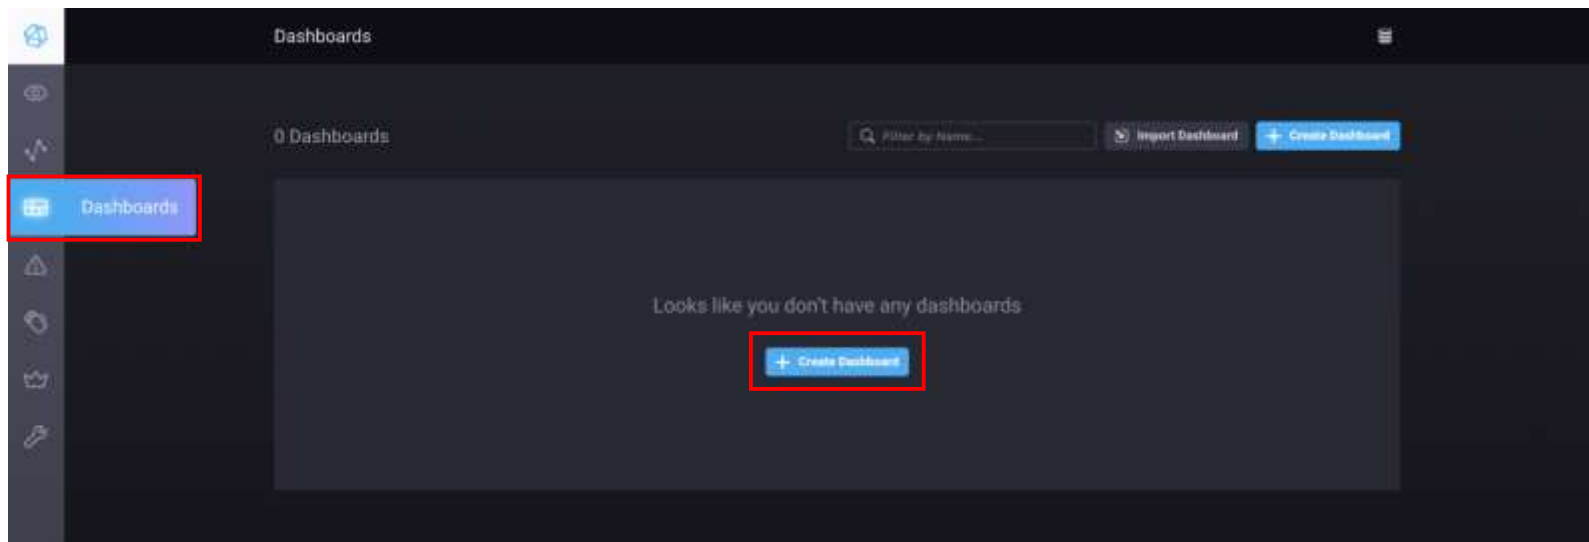 Dashboards
0 Dashboards
Filter by Name...
Import Dashboard
Create Dashboard
Dashboards
Looks like you don't have any dashboards
Create Dashboard